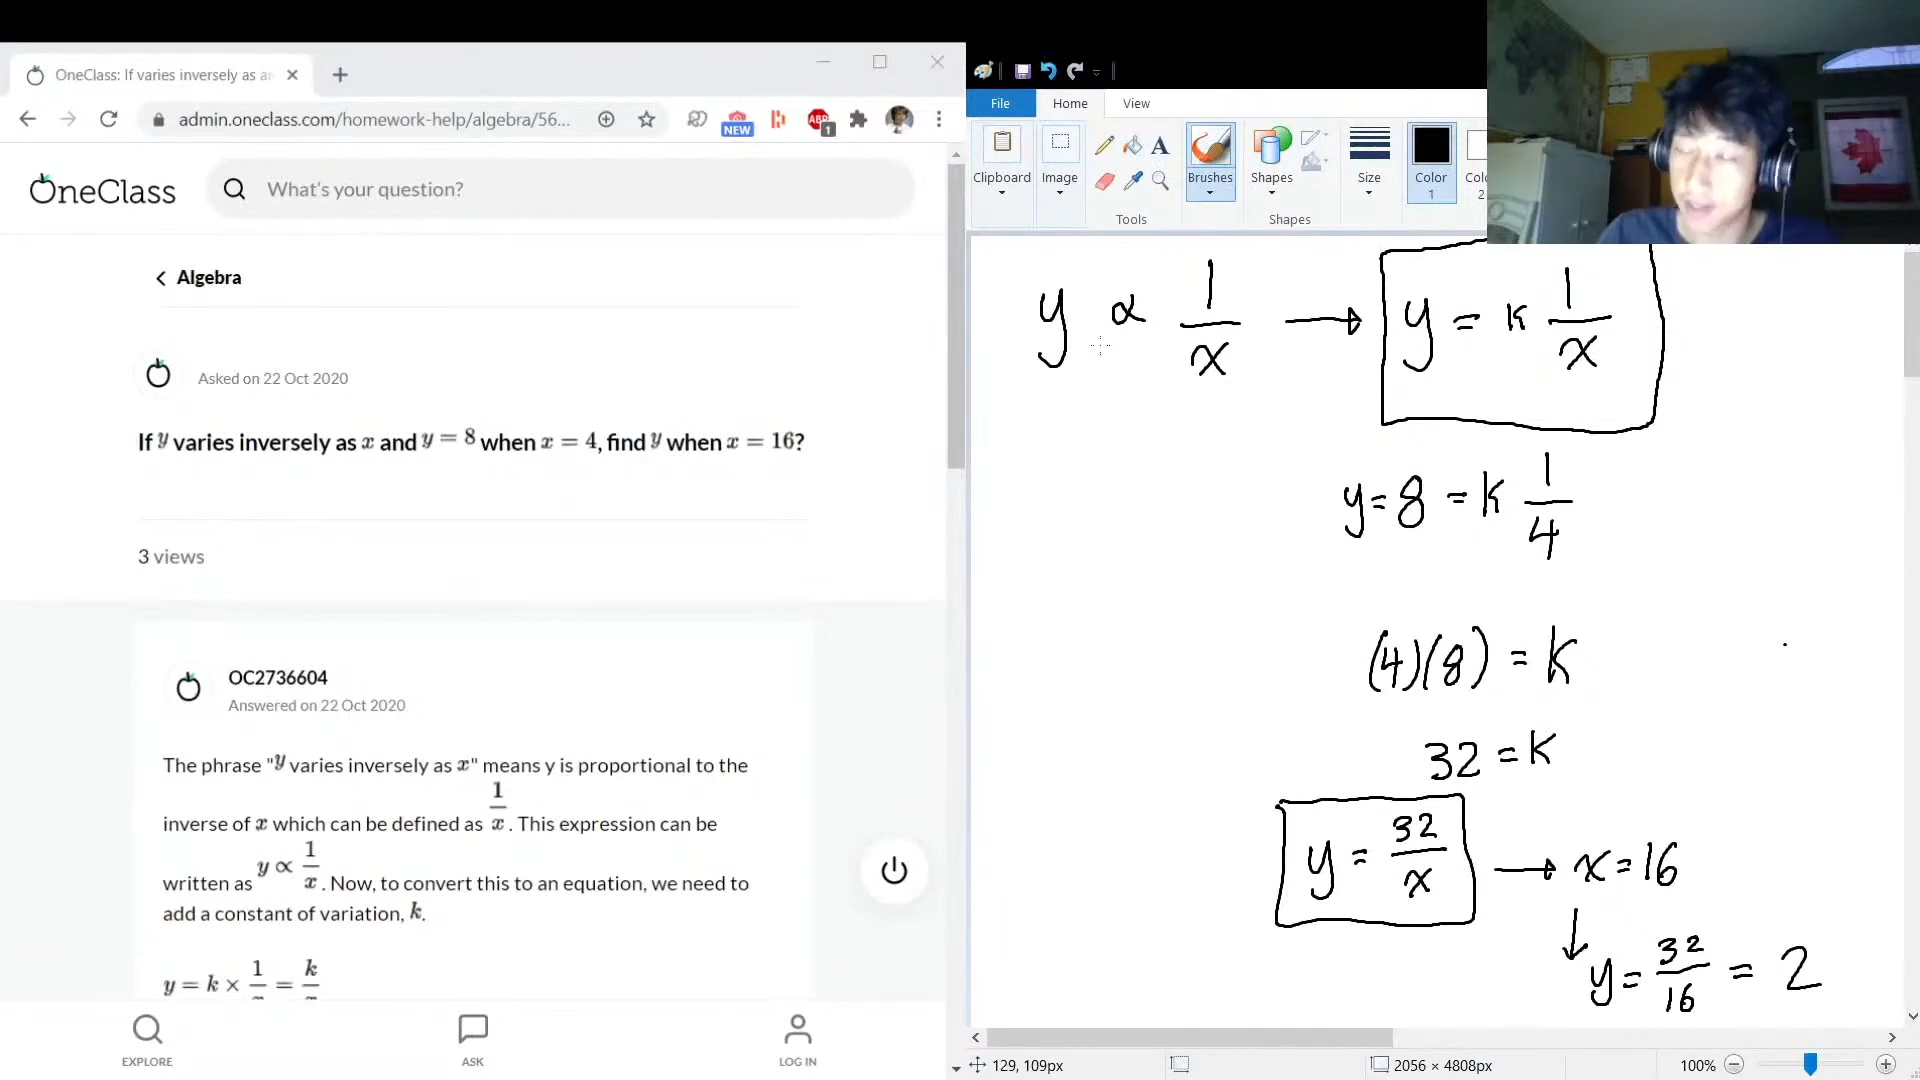 OneClass: If varies inversely as an
admin.oneclass.com/homework-help/algebra/56...
NEW
ABP
1
OneClass
What's your question?
Algebra
Asked on 22 Oct 2020
If y varies inversely as x and y = 8 when x = 4, find y when x = 16?
3 views
OC2736604
Answered on 22 Oct 2020
The phrase "y varies inversely as x" means y is proportional to the
inverse of x which can be defined as 1/x. This expression can be
written as y ∝ 1/x. Now, to convert this to an equation, we need to
add a constant of variation, k.
y = k × 1/x = k/x
EXPLORE
ASK
LOG IN
File Home View
Clipboard
Image
Tools
Brushes
Shapes
Shapes
Size
Color
1
Colo
2
y ∝ 1/x → y = k 1/x
y = 8 = k 1/4
(4)(8) = k
32 = k
y = 32/x → x = 16
↓
y = 32/16 = 2
129, 109px
2056 × 4808px
100%